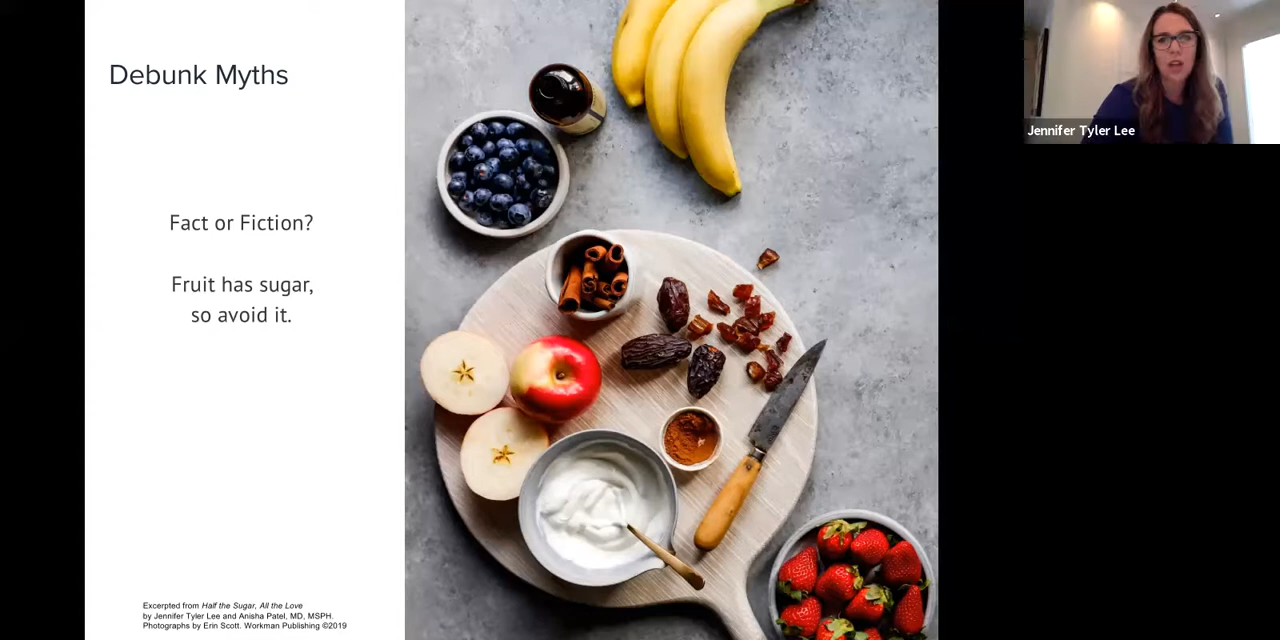 Debunk Myths
Fact or Fiction?
Fruit has sugar,
so avoid it.
Excerpted from Half the Sugar, All the Love
by Jennifer Tyler Lee and Anisha Patel, MD, MSPH.
Photographs by Erin Scott. Workman Publishing ©2019
Jennifer Tyler Lee